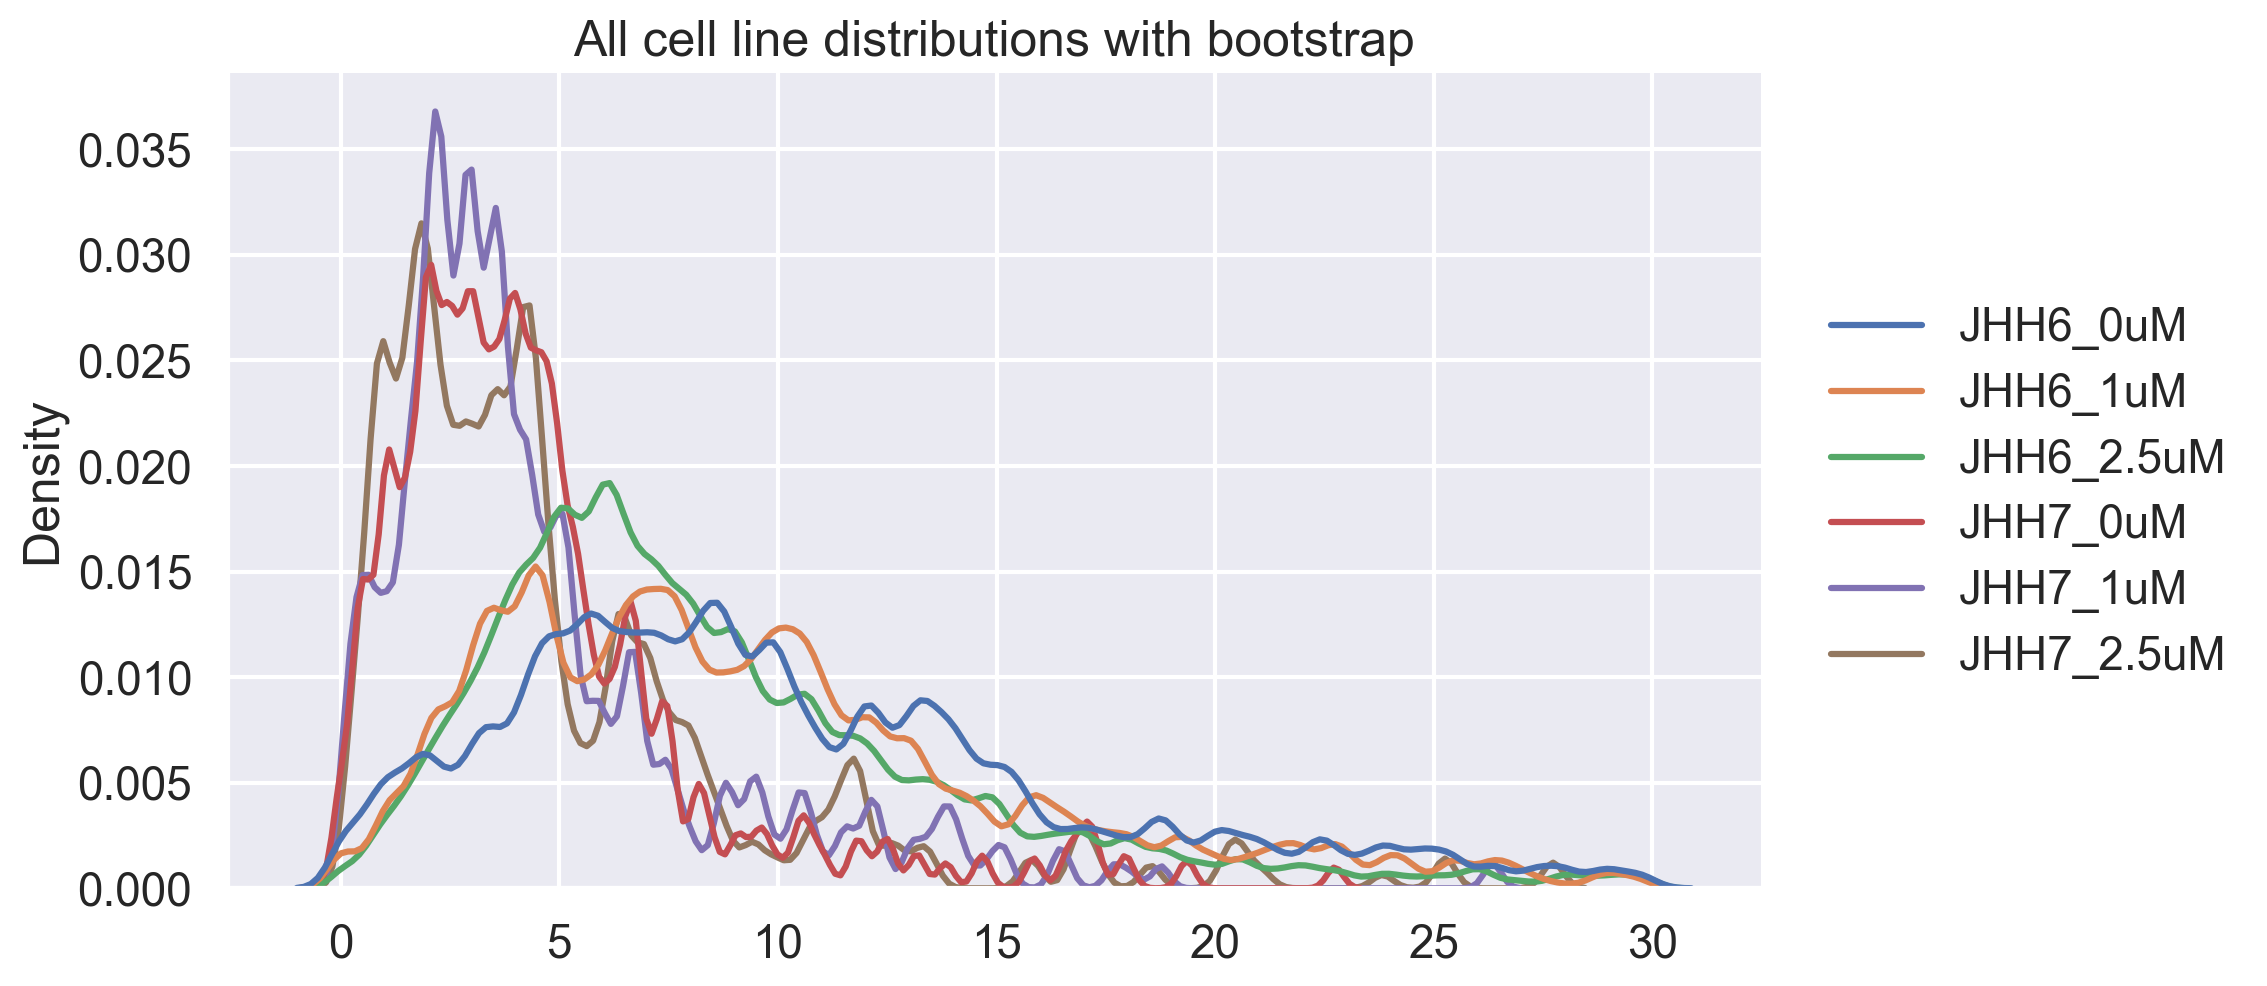 All cell line distributions with bootstrap
Density
0.035
0.030
0.025
0.020
0.015
0.010
0.005
0.000
0 5 10 15 20 25 30
JHH6_0uM
JHH6_1uM
JHH6_2.5uM
JHH7_0uM
JHH7_1uM
JHH7_2.5uM